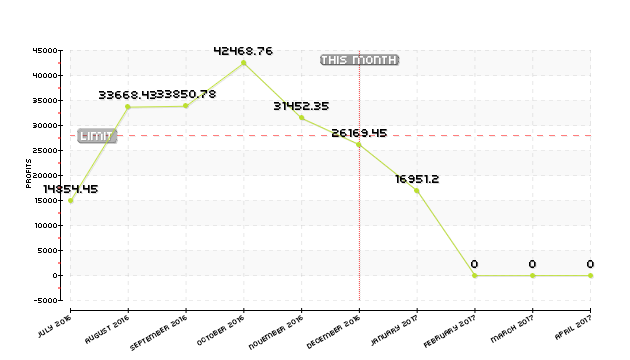 42468.76
45000
THIS MONTH
40000
35000
33668.43
33850.78
31452.35
30000
LIMIT
26169.45
25000
PROFITS
20000
14854.45
16951.2
15000
10000
5000
0
0
0
0
-5000
JULY 2016
AUGUST 2016
SEPTEMBER 2016
OCTOBER 2016
NOVEMBER 2016
DECEMBER 2016
JANUARY 2017
FEBRUARY 2017
MARCH 2017
APRIL 2017